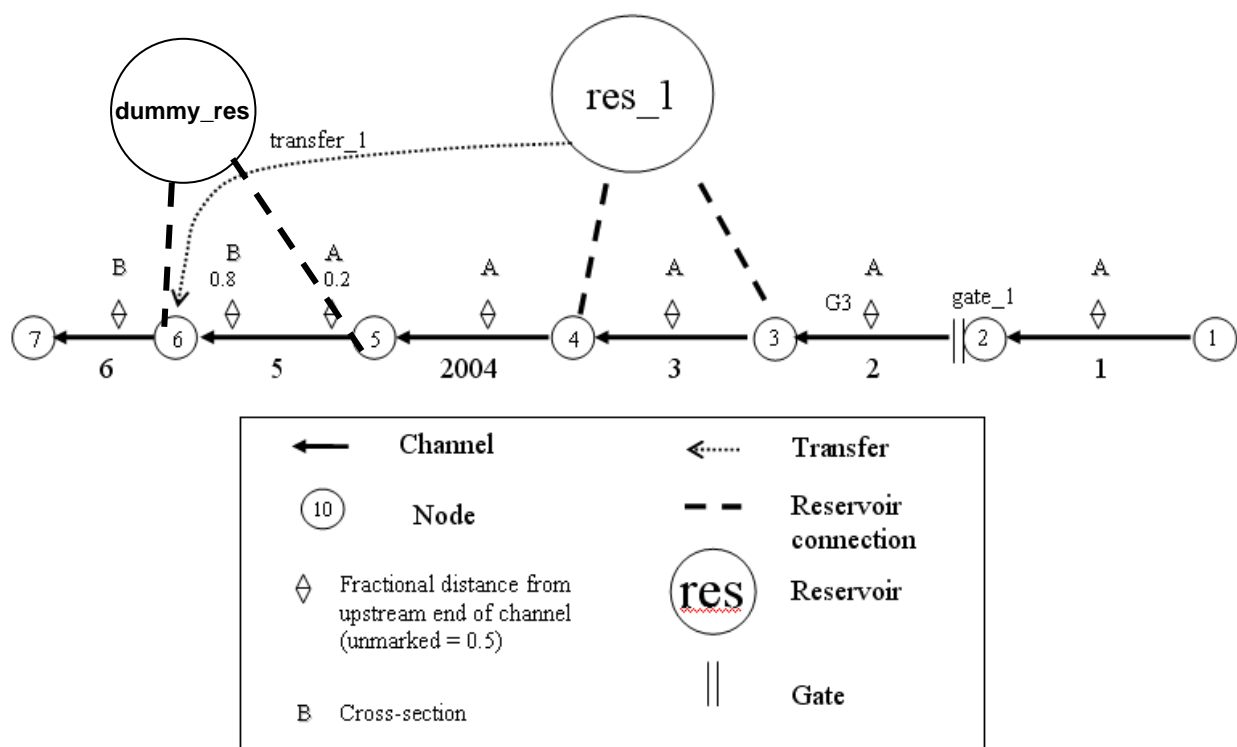 dummy_res
res_1
transfer_1
B
B
0.8
A
0.2
A
A
A
G3
gate_1
A
7
6
5
4
3
2
1
6
5
2004
3
2
1
Channel
Transfer
10
Node
Reservoir
connection
Fractional distance from
upstream end of channel
(unmarked = 0.5)
res
Reservoir
B
Cross-section
Gate